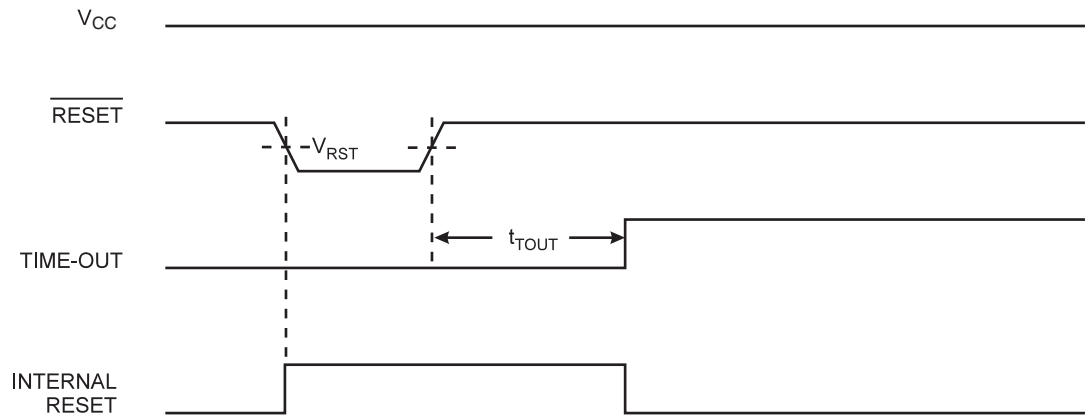 VCC
RESET
VRST
tTOUT
TIME-OUT
INTERNAL
RESET